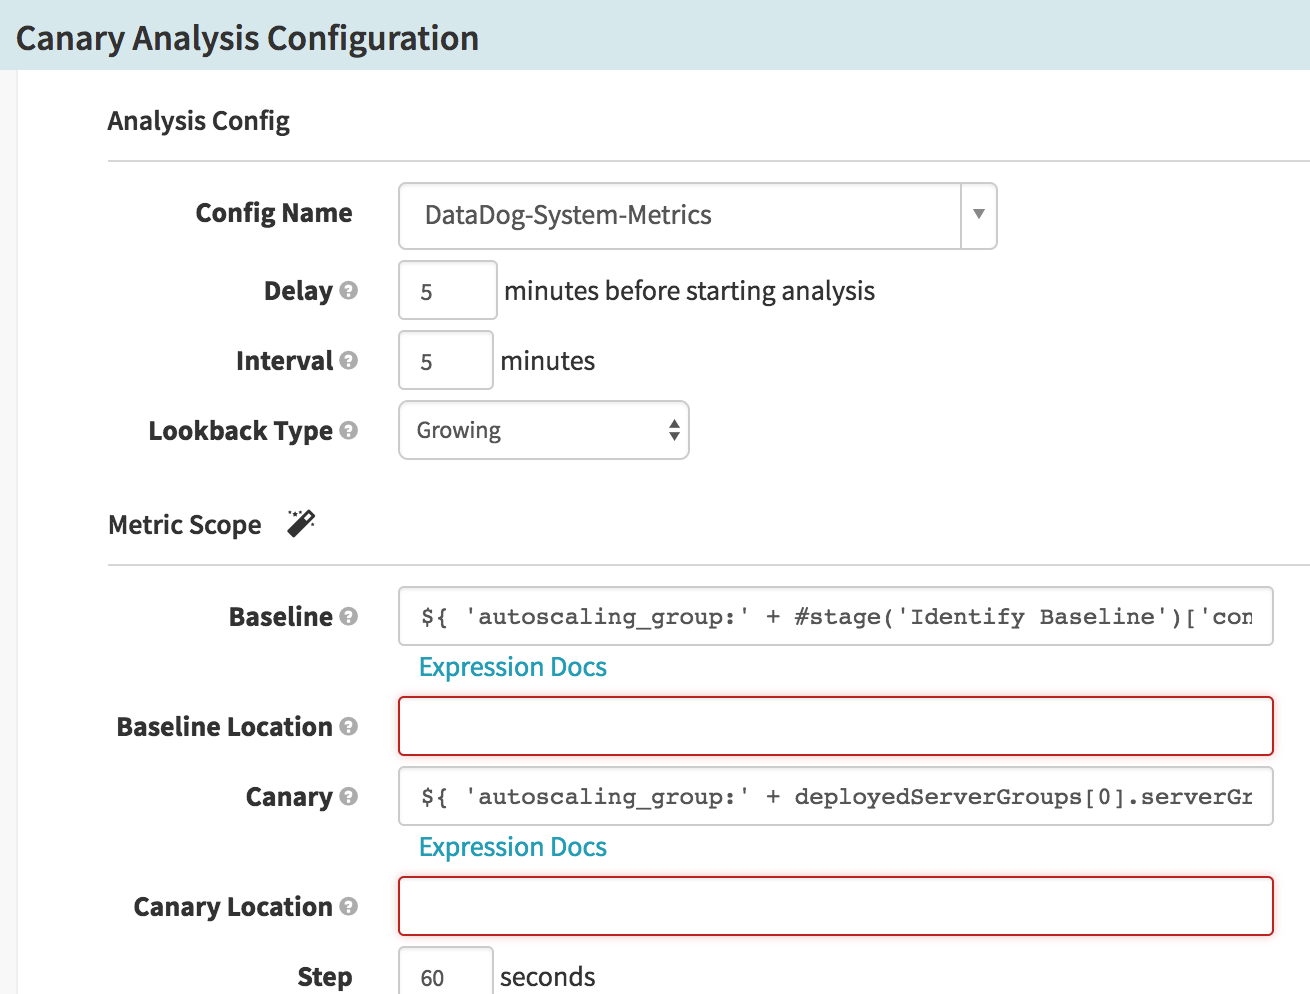 Canary Analysis Configuration
Analysis Config
Config Name DataDog-System-Metrics
Delay 5 minutes before starting analysis
Interval 5 minutes
Lookback Type Growing
Metric Scope
Baseline ${ 'autoscaling_group:' + #stage('Identify Baseline')['con
Expression Docs
Baseline Location
Canary ${ 'autoscaling_group:' + deployedServerGroups[0].serverGr
Expression Docs
Canary Location
Step 60 seconds